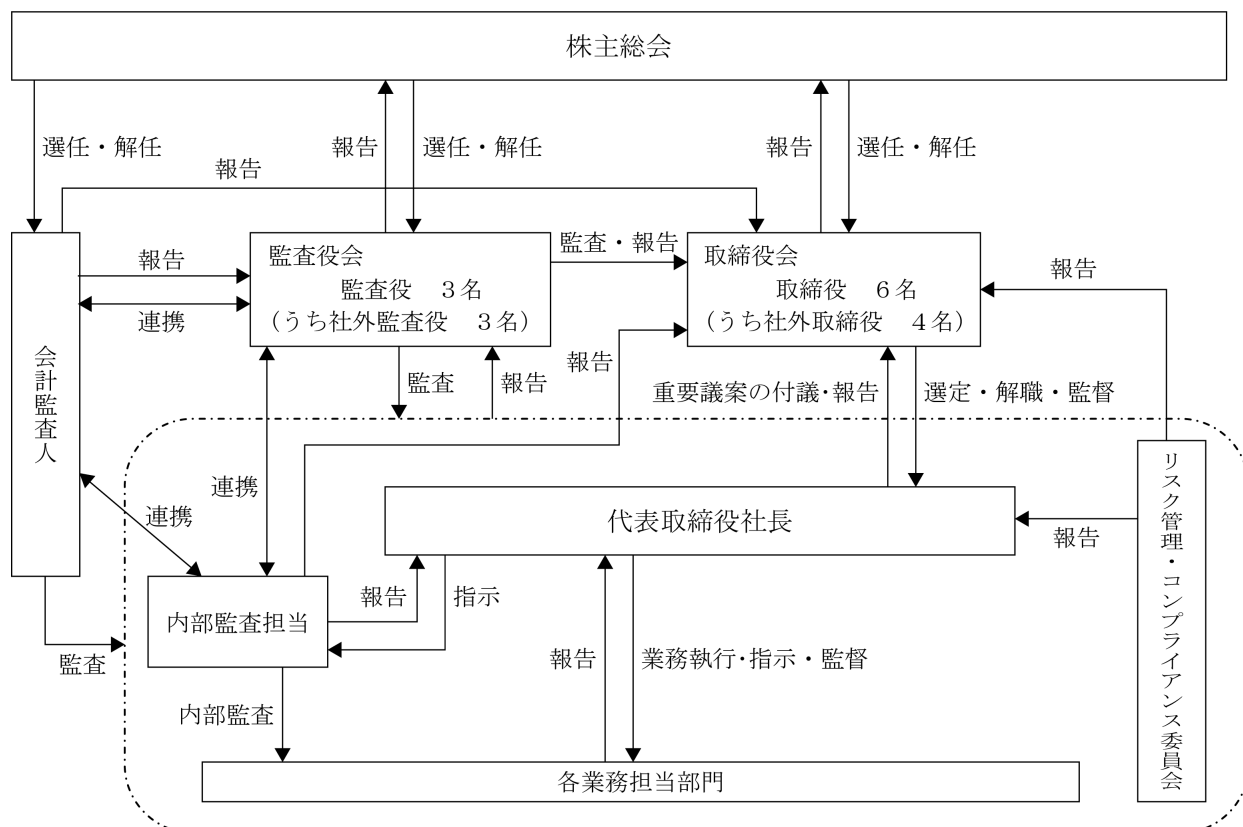 株主総会
選任・解任
報告
選任・解任
報告
選任・解任
報告
監査役会
監査役　3名
（うち社外監査役　3名）
監査・報告
取締役会
取締役　6名
（うち社外取締役　4名）
報告
報告
連携
会計監査人
監査
報告
報告
重要議案の付議・報告
選定・解職・監督
連携
連携
代表取締役社長
報告
リスク管理・コンプライアンス委員会
内部監査担当
報告
指示
監査
報告
業務執行・指示・監督
内部監査
各業務担当部門